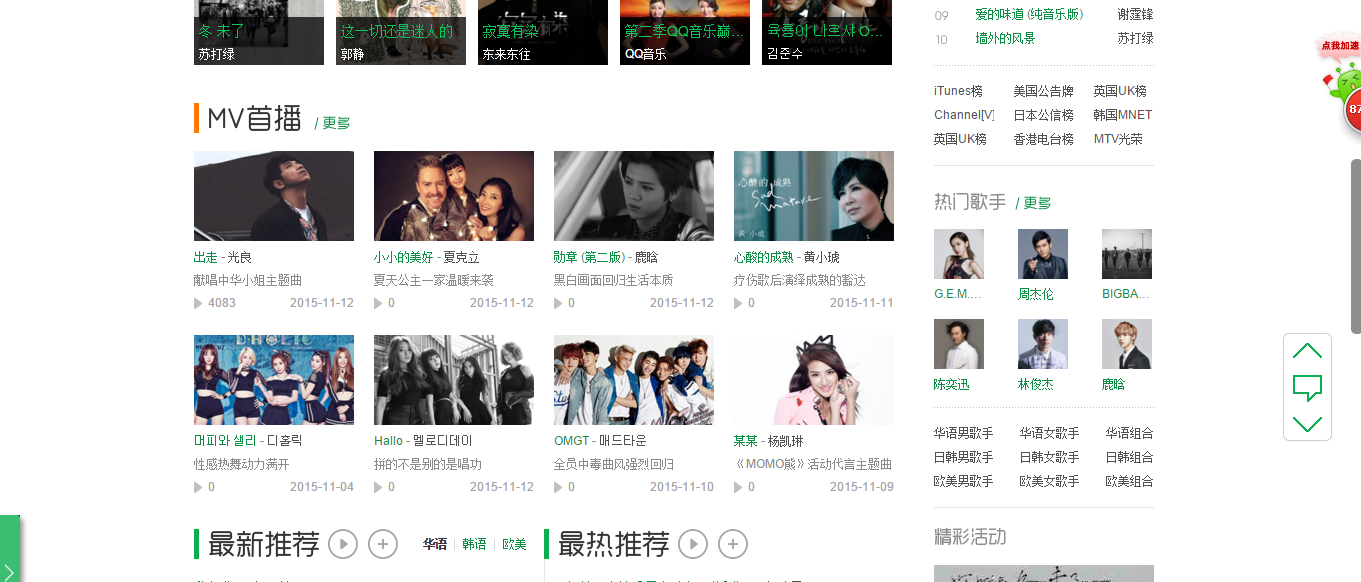 冬 未了
苏打绿
这一切还是迷人的
郭静
寂寞有染
东来东往
第二季QQ音乐巅...
QQ音乐
육룡이 나르샤 O...
김준수
MV首播 / 更多
出走 - 光良
献唱中华小姐主题曲
4083 2015-11-12
小小的美好 - 夏克立
夏天公主一家温暖来袭
0 2015-11-12
勋章 (第二版) - 鹿晗
黑白画面回归生活本质
0 2015-11-12
心酸的成熟
Sad Mature
黄小琥
心酸的成熟 - 黄小琥
疗伤歌后演绎成熟的豁达
0 2015-11-11
D'HOLIC
머피와 샐리 - 디홀릭
性感热舞动力满开
0 2015-11-04
Hallo - 멜로디데이
拼的不是别的是唱功
0 2015-11-12
OMGT - 매드타운
全员中毒曲风强烈回归
0 2015-11-10
某某 - 杨凯琳
《MOMO熊》活动代言主题曲
0 2015-11-09
最新推荐 华语 | 韩语 | 欧美
最热推荐
09 爱的味道 (纯音乐版) 谢霆锋
10 墙外的风景 苏打绿
iTunes榜 美国公告牌 英国UK榜
Channel[V] 日本公信榜 韩国MNET
英国UK榜 香港电台榜 MTV光荣
热门歌手 / 更多
G.E.M.... 周杰伦 BIGBA...
陈奕迅 林俊杰 鹿晗
华语男歌手 华语女歌手 华语组合
日韩男歌手 日韩女歌手 日韩组合
欧美男歌手 欧美女歌手 欧美组合
精彩活动
点我加速
87